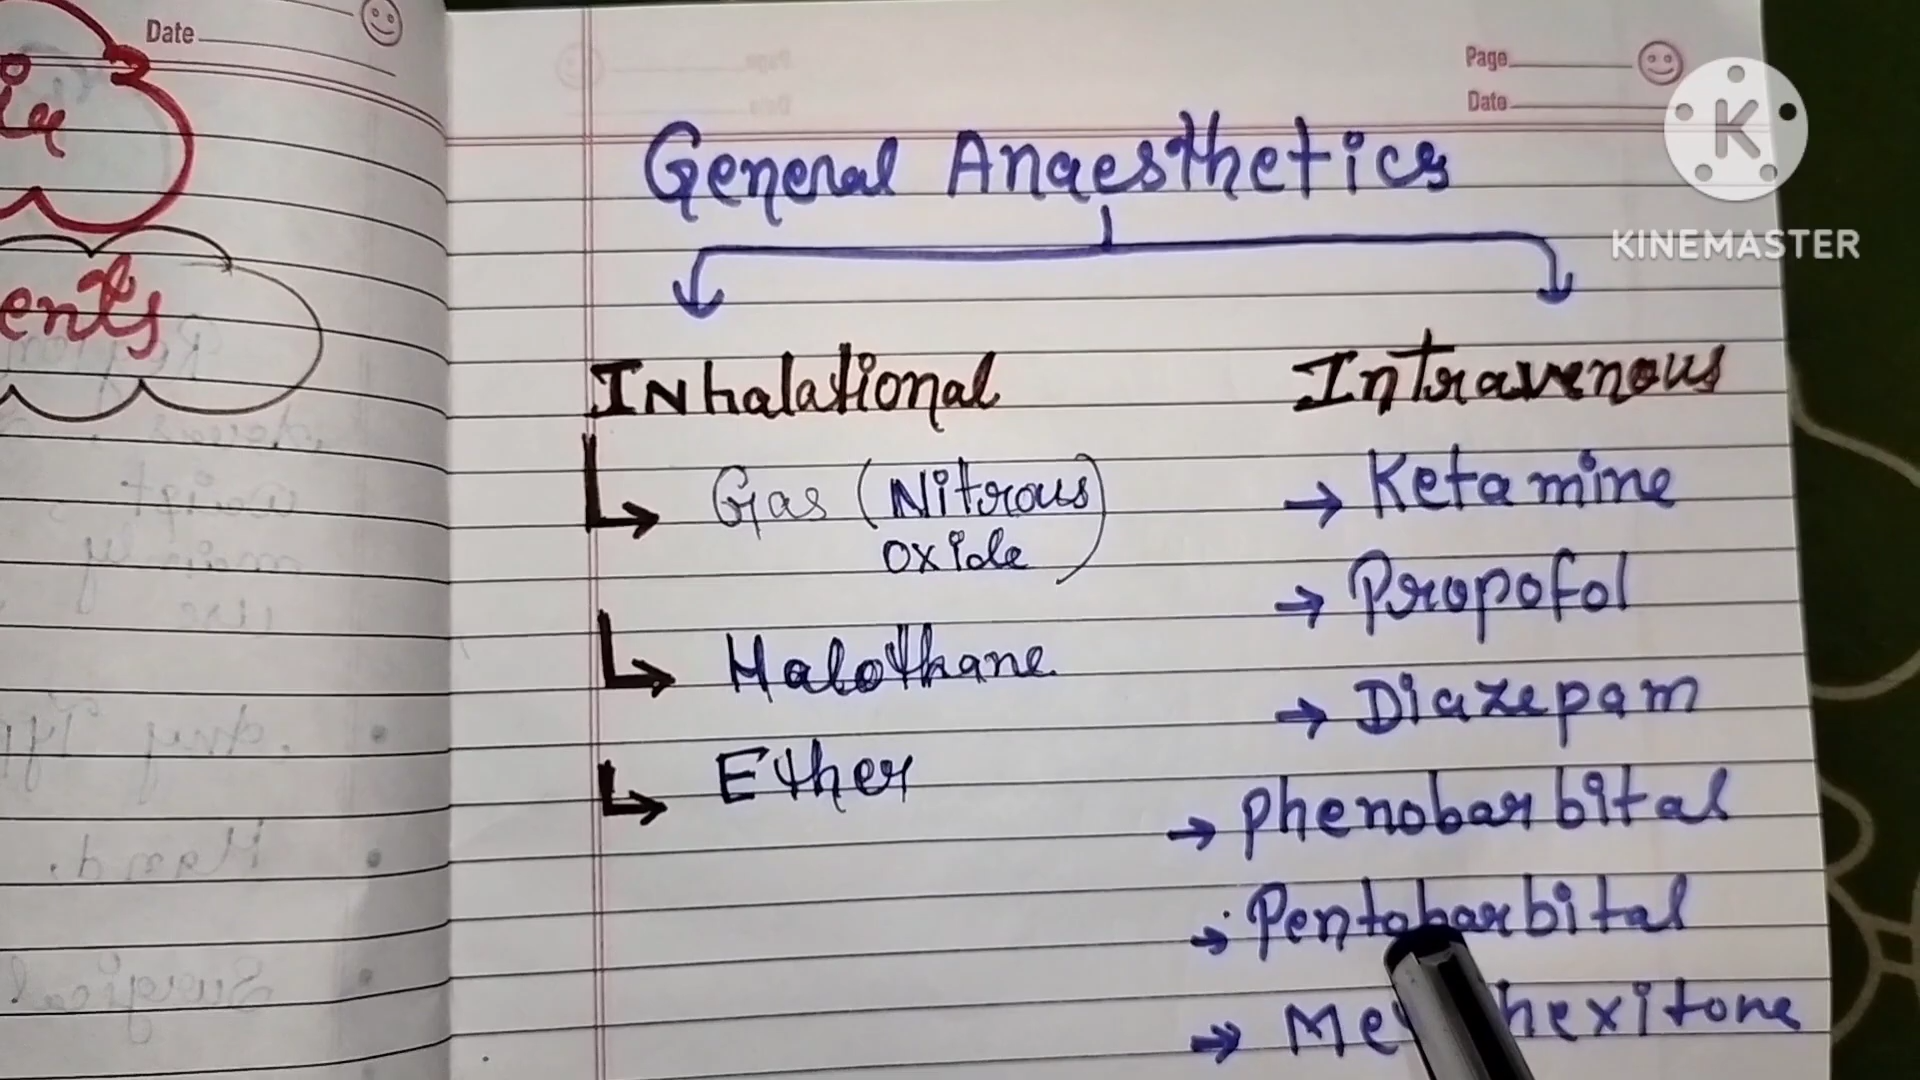 Date
Page
Date
KINEMASTER
General Anaesthetics
Inhalational
Gas (Nitrous
oxide)
Halothane
Ether
Intravenous
Ketamine
Propofol
Diazepam
Phenobarbital
Pentobarbital
hexitone